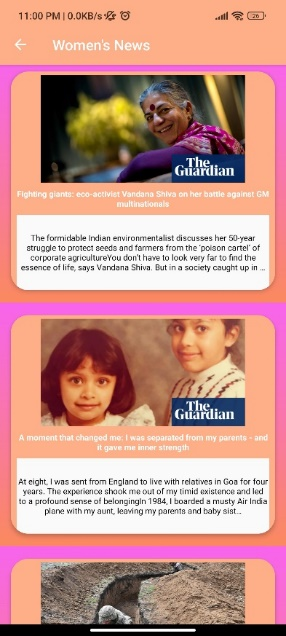 11:00 PM | 0.0KB/s
26
Women's News
The
Guardian
Fighting giants: eco-activist Vandana Shiva on her battle against GM
multinationals
The formidable Indian environmentalist discusses her 50-year
struggle to protect seeds and farmers from the 'poison cartel' of
corporate agricultureYou don't have to look very far to find the
essence of life, says Vandana Shiva. But in a society caught up in ...
The
Guardian
A moment that changed me: I was separated from my parents - and
it gave me inner strength
At eight, I was sent from England to live with relatives in Goa for four
years. The experience shook me out of my timid existence and led
to a profound sense of belongingIn 1984, I boarded a musty Air India
plane with my aunt, leaving my parents and baby sist...